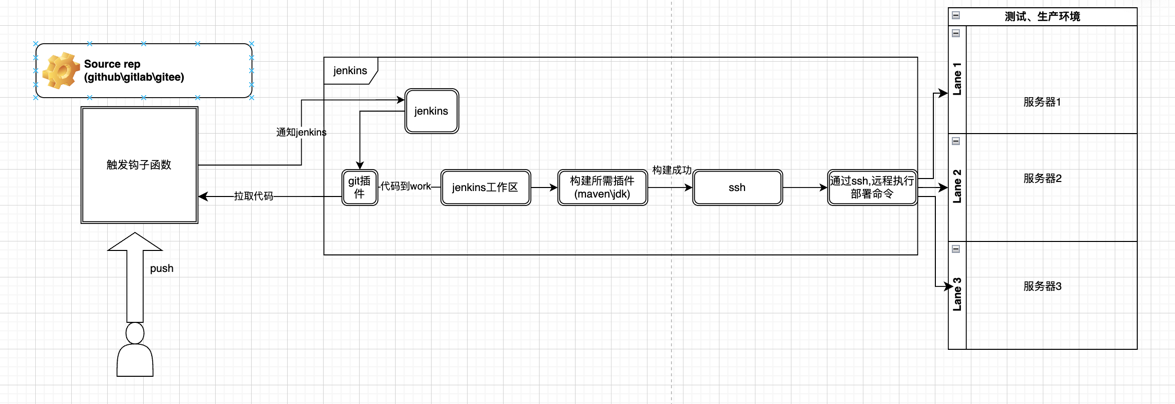 Source rep
(github\gitlab\gitee)
触发钩子函数
push
通知jenkins
拉取代码
jenkins
jenkins
git插
件
代码到work
jenkins工作区
构建所需插件
(maven\jdk)
构建成功
ssh
通过ssh,远程执行
部署命令
测试、生产环境
Lane 1
服务器1
Lane 2
服务器2
Lane 3
服务器3